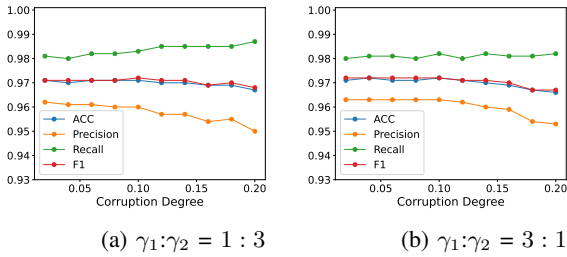 1.00
0.99
0.98
0.97
0.96
0.95
0.94
0.93
ACC
Precision
Recall
F1
0.05 0.10 0.15 0.20
Corruption Degree
(a) γ₁:γ₂ = 1 : 3
1.00
0.99
0.98
0.97
0.96
0.95
0.94
0.93
ACC
Precision
Recall
F1
0.05 0.10 0.15 0.20
Corruption Degree
(b) γ₁:γ₂ = 3 : 1